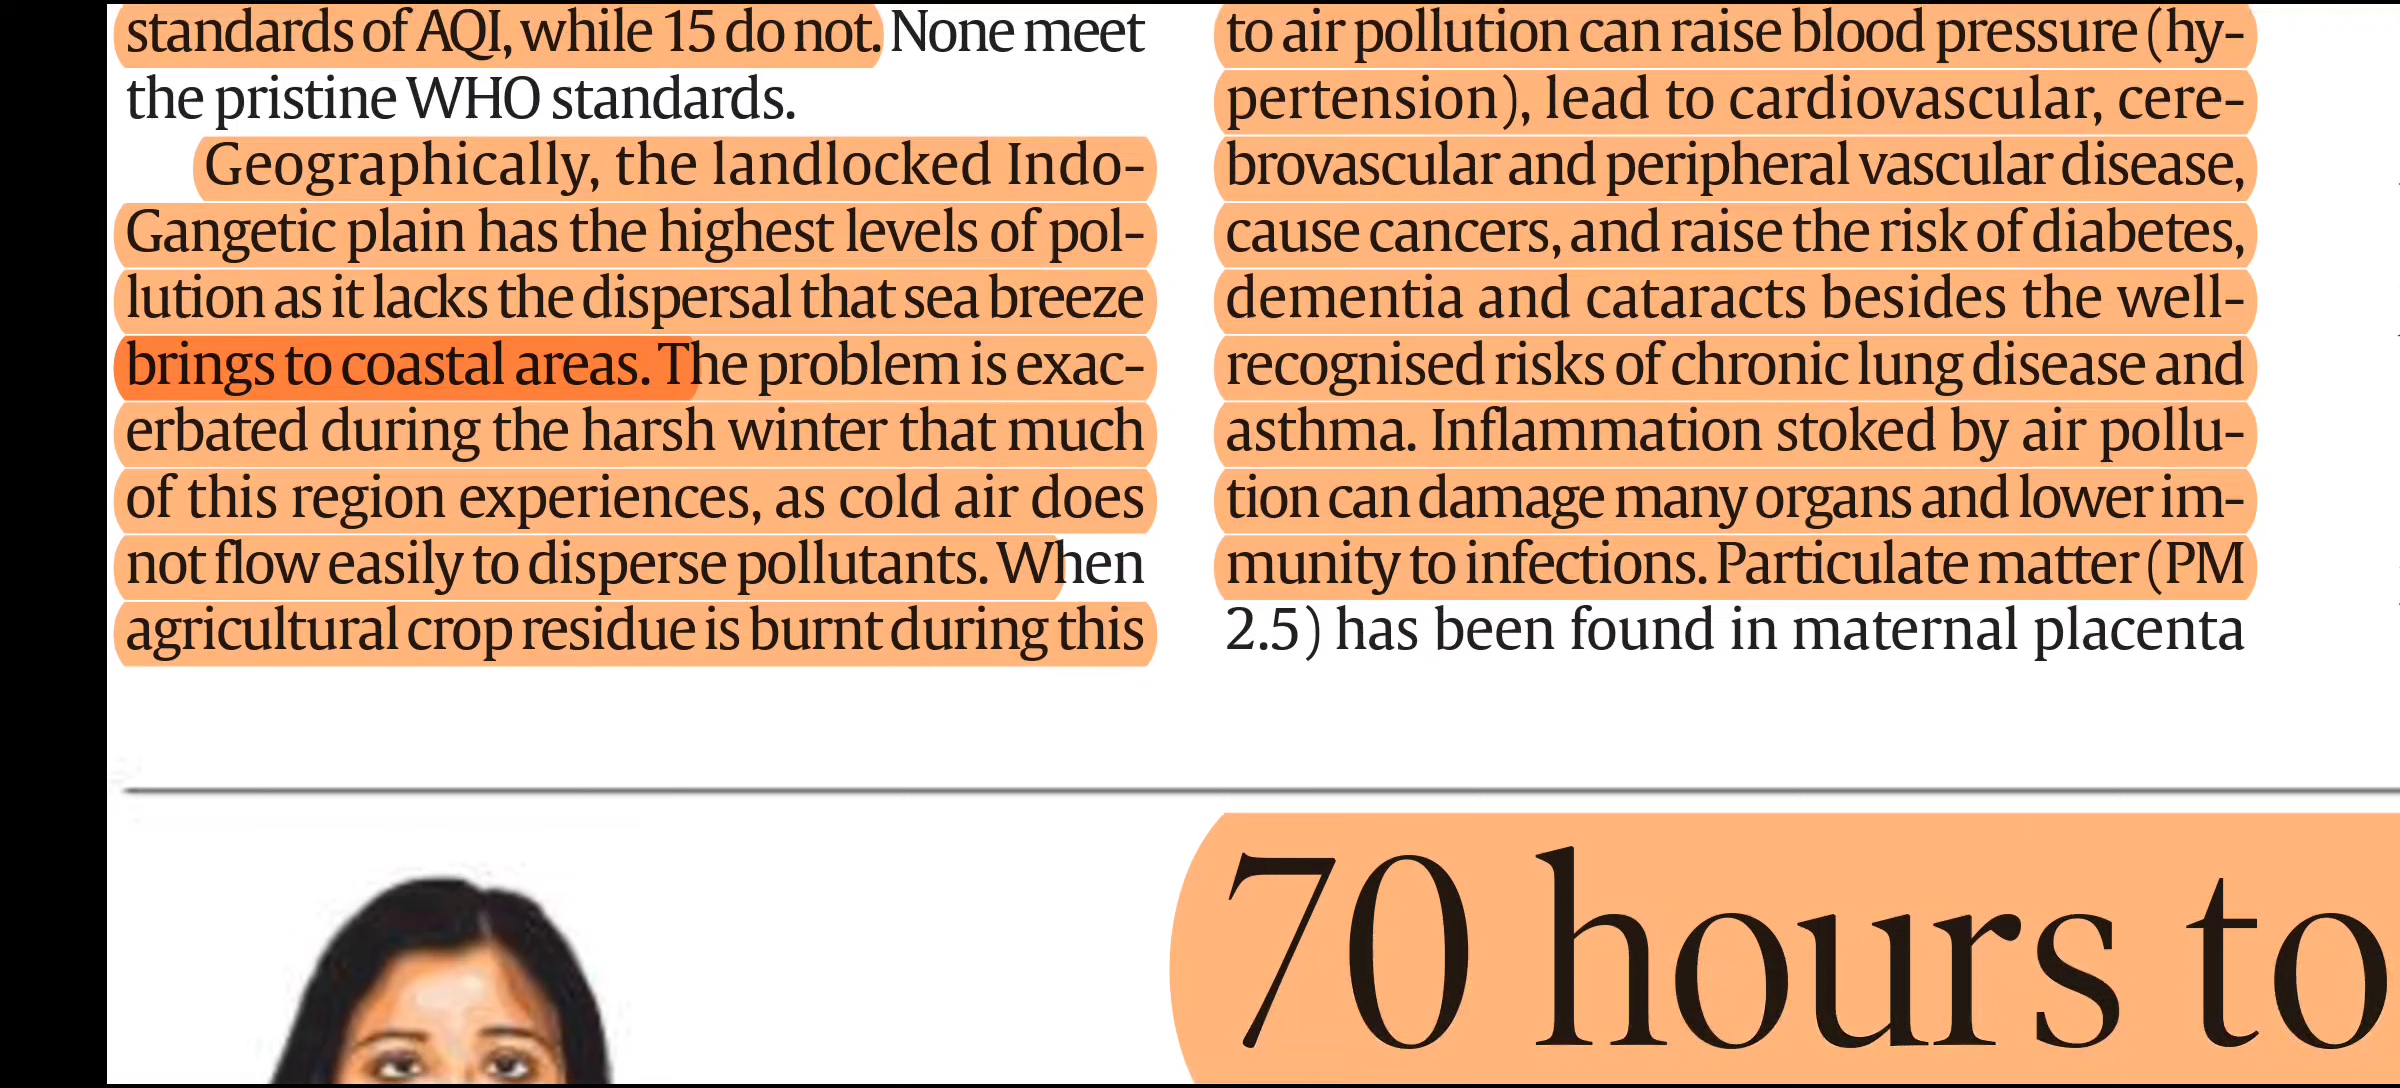 standards of AQI, while 15 do not. None meet
the pristine WHO standards.
Geographically, the landlocked Indo-
Gangetic plain has the highest levels of pol-
lution as it lacks the dispersal that sea breeze
brings to coastal areas. The problem is exac-
erbated during the harsh winter that much
of this region experiences, as cold air does
not flow easily to disperse pollutants. When
agricultural crop residue is burnt during this
to air pollution can raise blood pressure (hy-
pertension), lead to cardiovascular, cere-
brovascular and peripheral vascular disease,
cause cancers, and raise the risk of diabetes,
dementia and cataracts besides the well-
recognised risks of chronic lung disease and
asthma. Inflammation stoked by air pollu-
tion can damage many organs and lower im-
munity to infections. Particulate matter (PM
2.5) has been found in maternal placenta
70 hours to